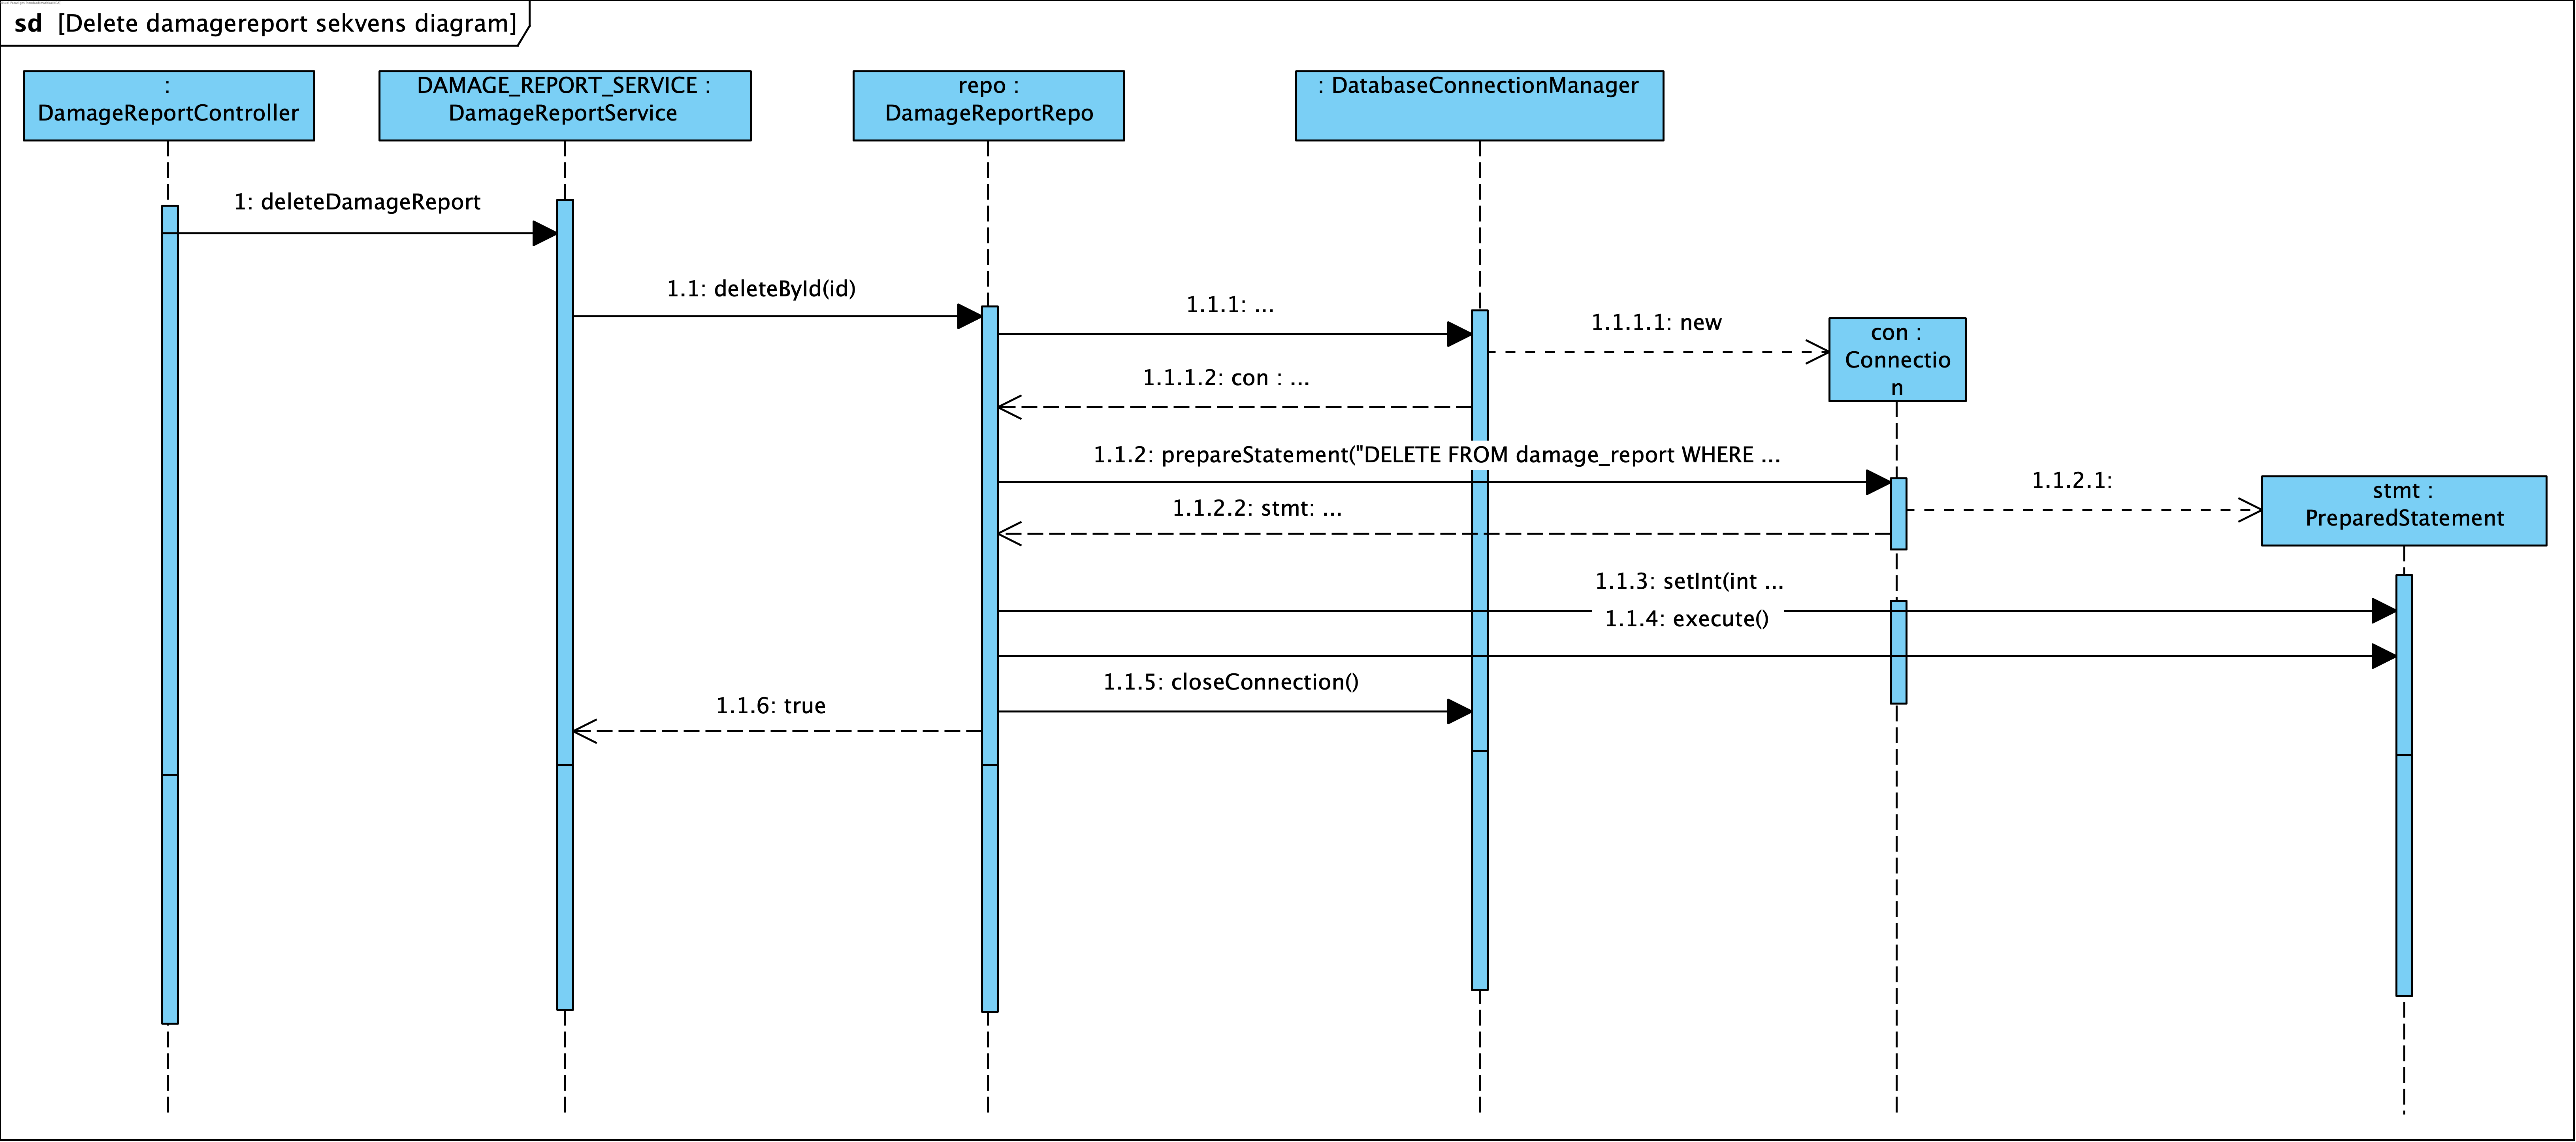 sd [Delete damagereport sekvens diagram]
:
DamageReportController
DAMAGE_REPORT_SERVICE :
DamageReportService
repo :
DamageReportRepo
: DatabaseConnectionManager
1: deleteDamageReport
1.1: deleteById(id)
1.1.1: ...
1.1.1.1: new
con :
Connectio
n
1.1.1.2: con : ...
1.1.2: prepareStatement("DELETE FROM damage_report WHERE ...
1.1.2.1:
stmt :
PreparedStatement
1.1.2.2: stmt: ...
1.1.3: setInt(int ...
1.1.4: execute()
1.1.5: closeConnection()
1.1.6: true